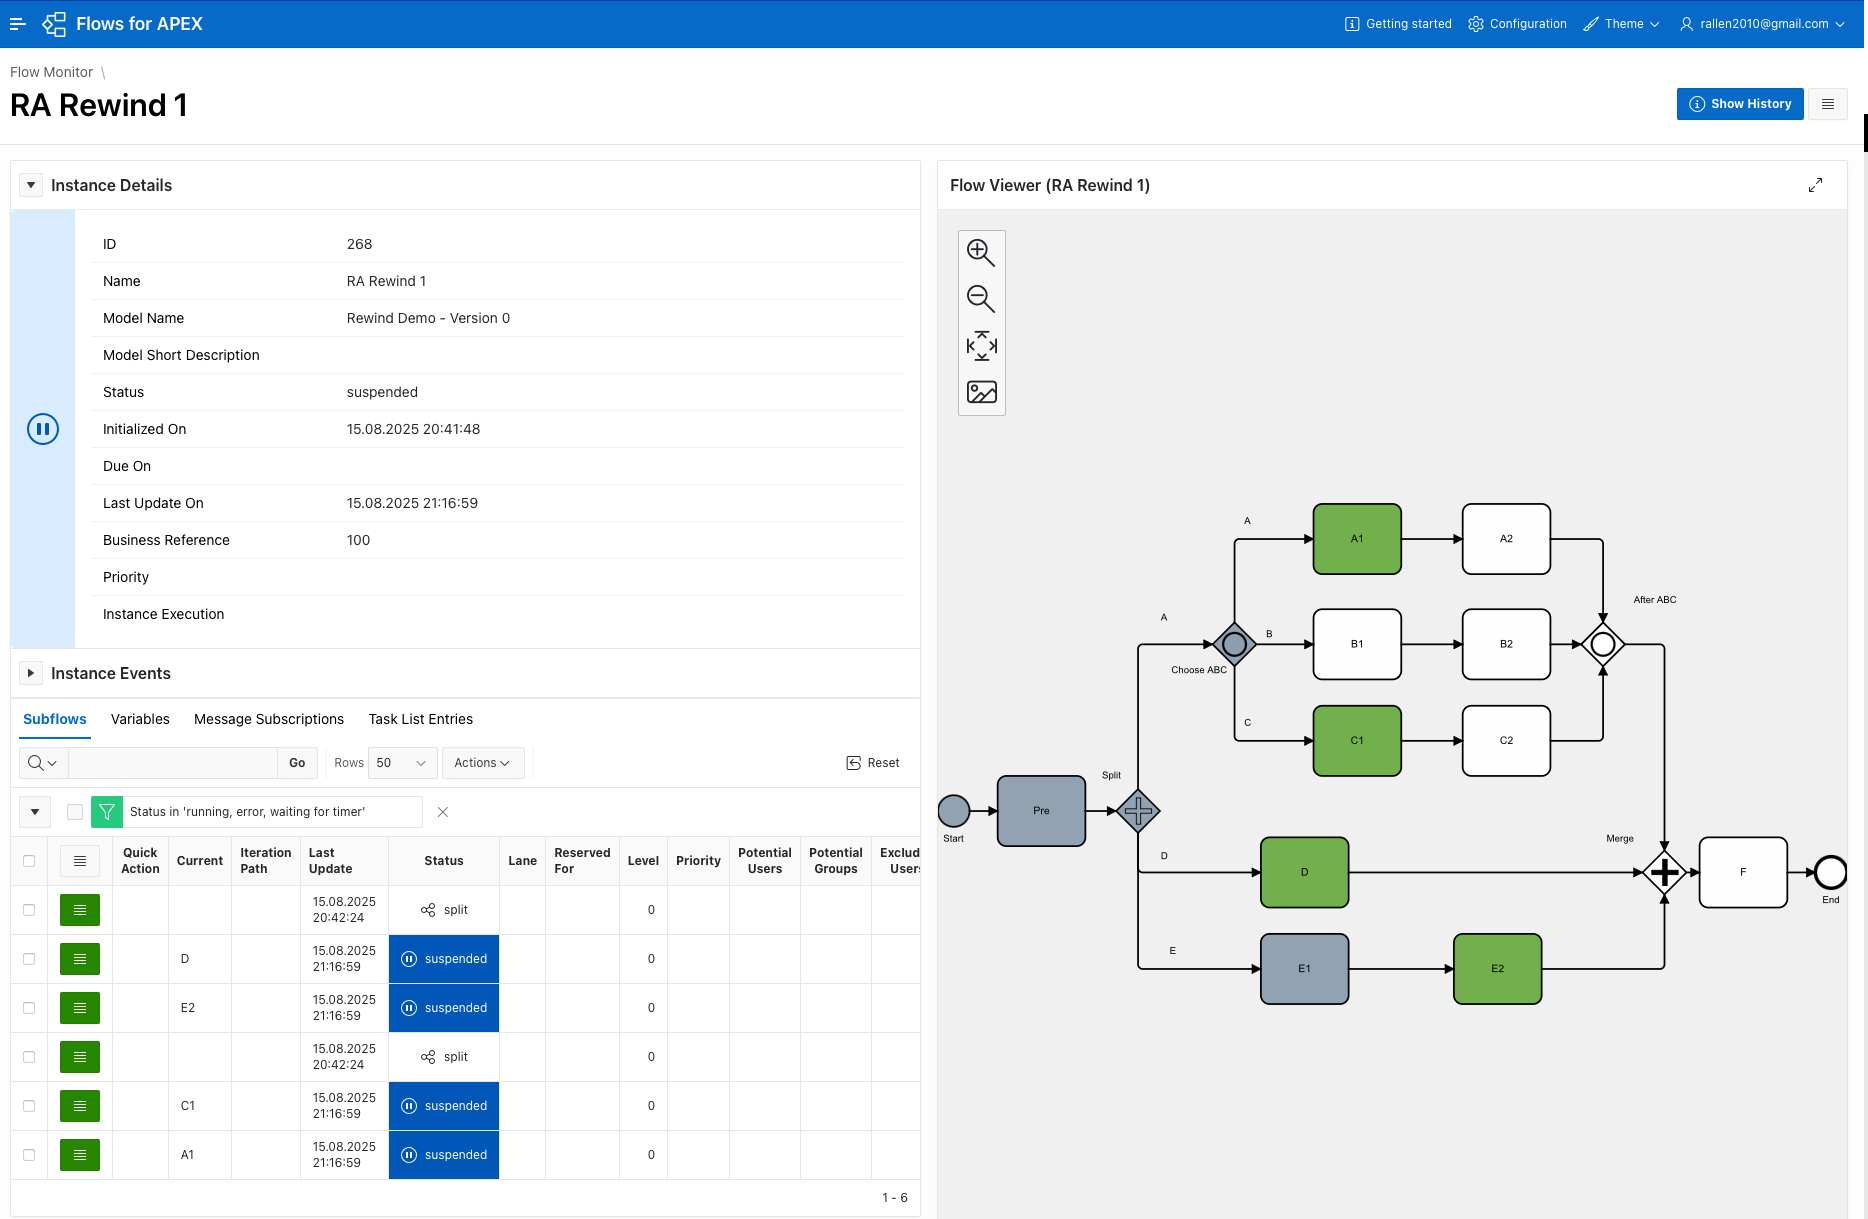 Flows for APEX
Getting started
Configuration
Theme
rallen2010@gmail.com
Flow Monitor \
RA Rewind 1
Show History
Instance Details
ID 268
Name RA Rewind 1
Model Name Rewind Demo - Version 0
Model Short Description
Status suspended
Initialized On 15.08.2025 20:41:48
Due On
Last Update On 15.08.2025 21:16:59
Business Reference 100
Priority
Instance Execution
Instance Events
Subflows Variables Message Subscriptions Task List Entries
Go Rows 50 Actions Reset
Status in 'running, error, waiting for timer'
Quick Action Current Iteration Path Last Update Status Lane Reserved For Level Priority Potential Users Potential Groups Exclud User
15.08.2025 20:42:24 split 0
D 15.08.2025 21:16:59 suspended 0
E2 15.08.2025 21:16:59 suspended 0
15.08.2025 20:42:24 split 0
C1 15.08.2025 21:16:59 suspended 0
A1 15.08.2025 21:16:59 suspended 0
1 - 6
Flow Viewer (RA Rewind 1)
A
A1
A2
After ABC
A
B
B1
B2
Choose ABC
C
C1
C2
Split
Pre
Start
Merge
D
D
F
End
E
E1
E2